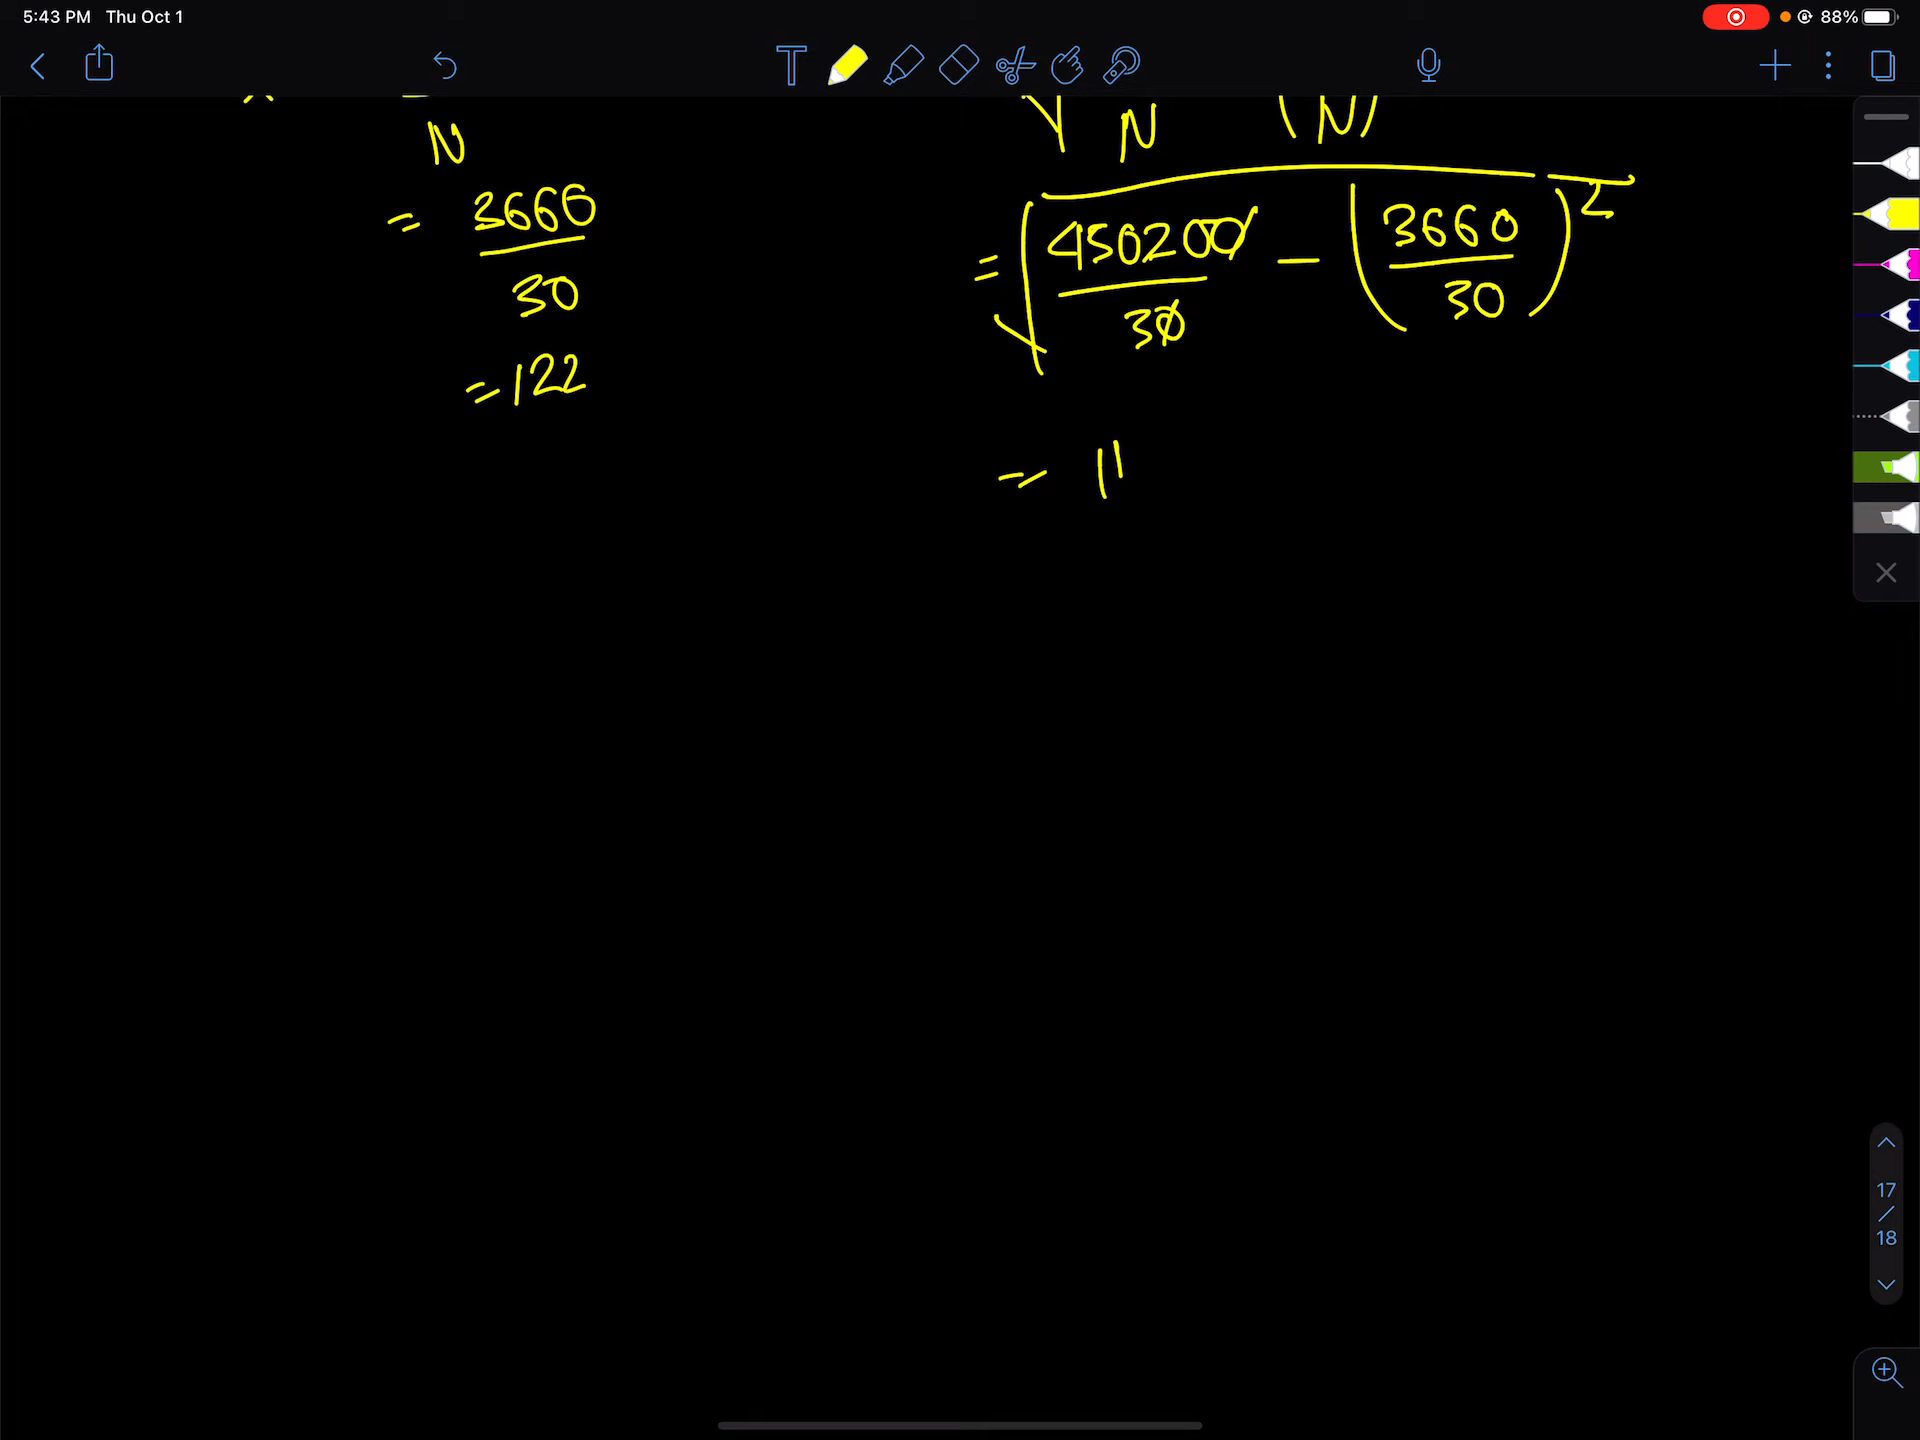 5:43 PM Thu Oct 1 88%
T
N N (N)
= 3660 / 30
= √ 450200 / 30 − ( 3660 / 30 )²
= 122
= 11
17
/
18